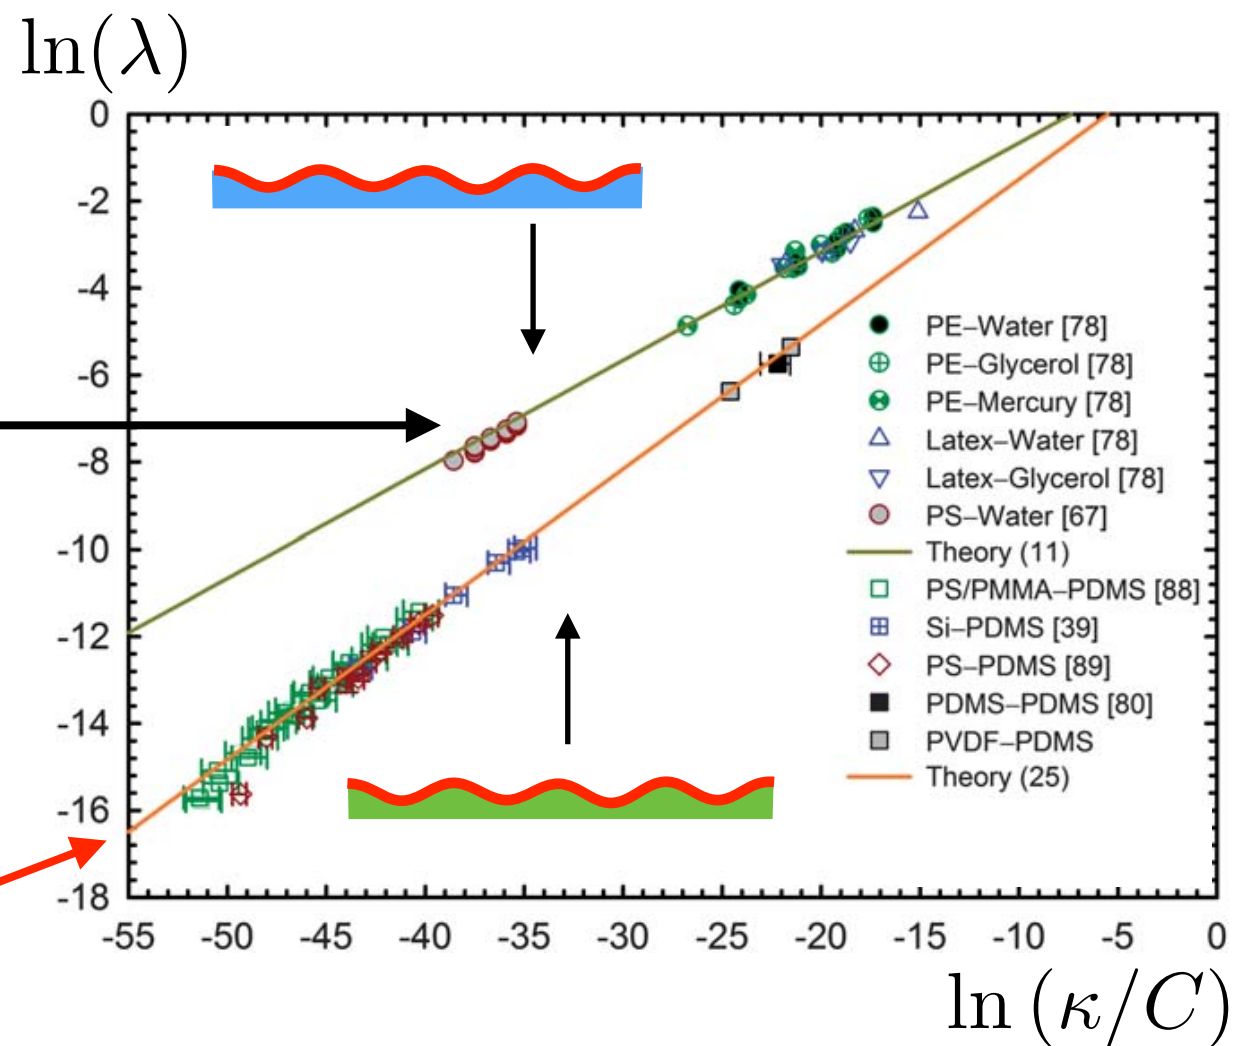 ln(λ)
0
-2
-4
-6
-8
-10
-12
-14
-16
-18
PE–Water [78]
PE–Glycerol [78]
PE–Mercury [78]
Latex–Water [78]
Latex–Glycerol [78]
PS–Water [67]
Theory (11)
PS/PMMA–PDMS [88]
Si–PDMS [39]
PS–PDMS [89]
PDMS–PDMS [80]
PVDF–PDMS
Theory (25)
-55 -50 -45 -40 -35 -30 -25 -20 -15 -10 -5 0
ln (κ/C)